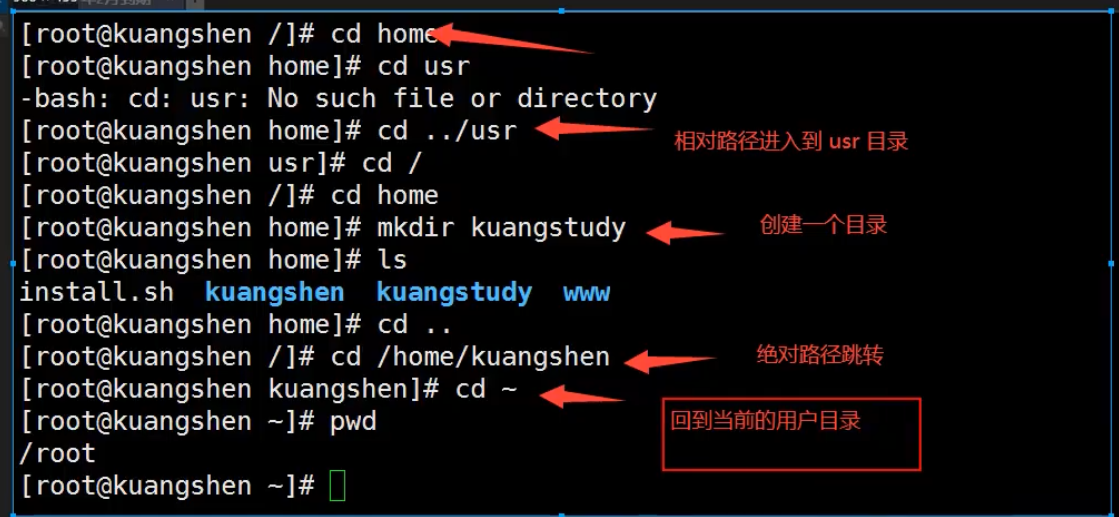 [root@kuangshen /]# cd home
[root@kuangshen home]# cd usr
-bash: cd: usr: No such file or directory
[root@kuangshen home]# cd ../usr
相对路径进入到 usr 目录
[root@kuangshen usr]# cd /
[root@kuangshen /]# cd home
[root@kuangshen home]# mkdir kuangstudy
创建一个目录
[root@kuangshen home]# ls
install.sh  kuangshen  kuangstudy  www
[root@kuangshen home]# cd ..
[root@kuangshen /]# cd /home/kuangshen
绝对路径跳转
[root@kuangshen kuangshen]# cd ~
[root@kuangshen ~]# pwd
回到当前的用户目录
/root
[root@kuangshen ~]#